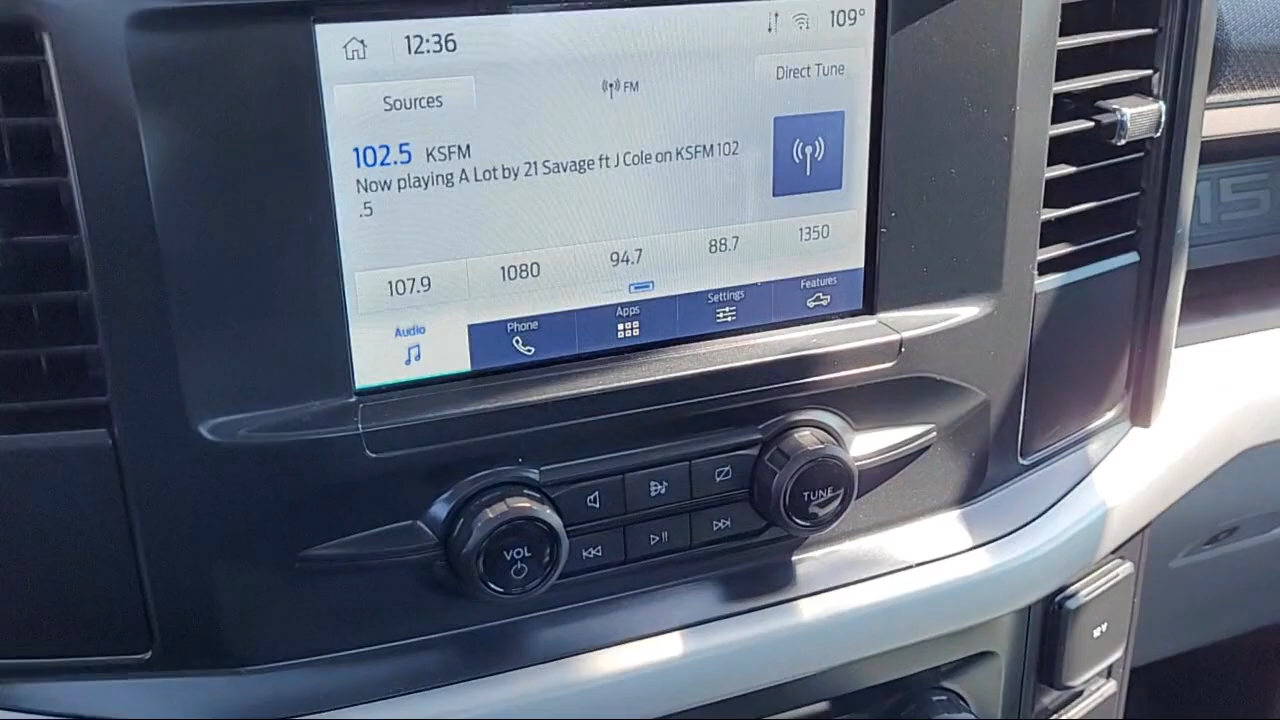 12:36
109°
Sources
FM
Direct Tune
102.5 KSFM
Now playing A Lot by 21 Savage ft J Cole on KSFM 102
.5
107.9
1080
94.7
88.7
1350
Audio
Phone
Apps
Settings
Features
VOL
TUNE
12V
15